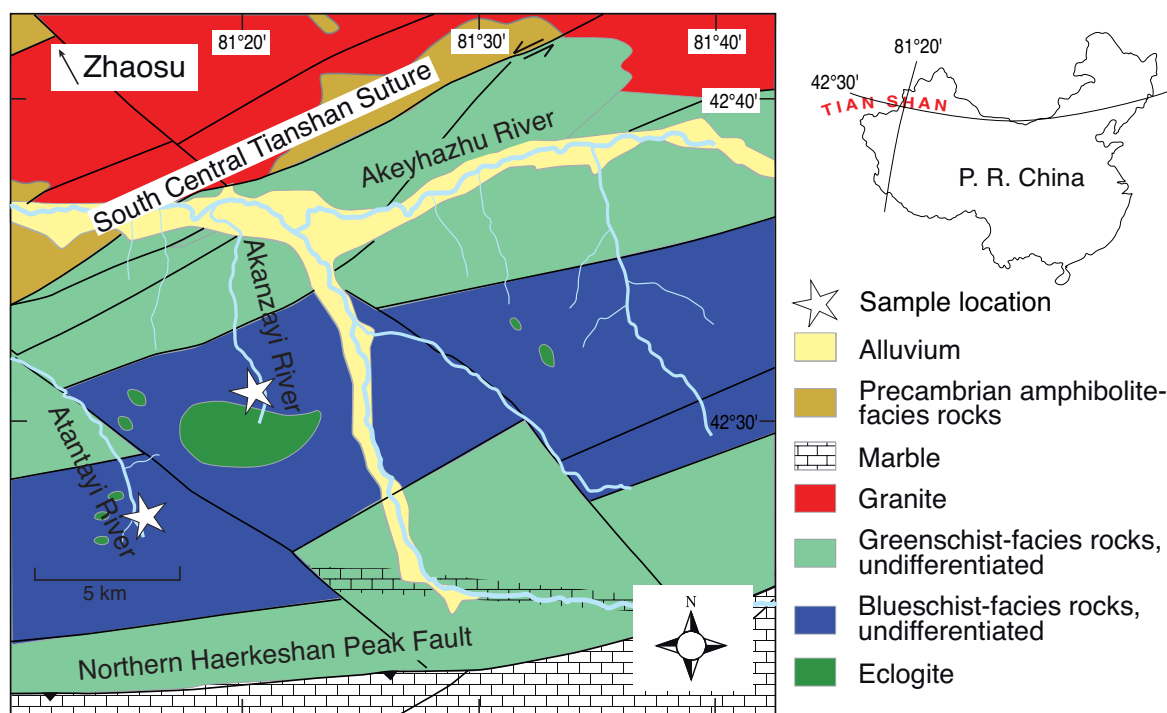 81°20'
81°30'
81°40'
Zhaosu
42°40'
South Central Tianshan Suture
Akeyhazhu River
Akanzayi River
Atantayi River
42°30'
5 km
Northern Haerkeshan Peak Fault
N
81°20'
42°30'
TIAN SHAN
P. R. China
Sample location
Alluvium
Precambrian amphibolite-
facies rocks
Marble
Granite
Greenschist-facies rocks,
undifferentiated
Blueschist-facies rocks,
undifferentiated
Eclogite